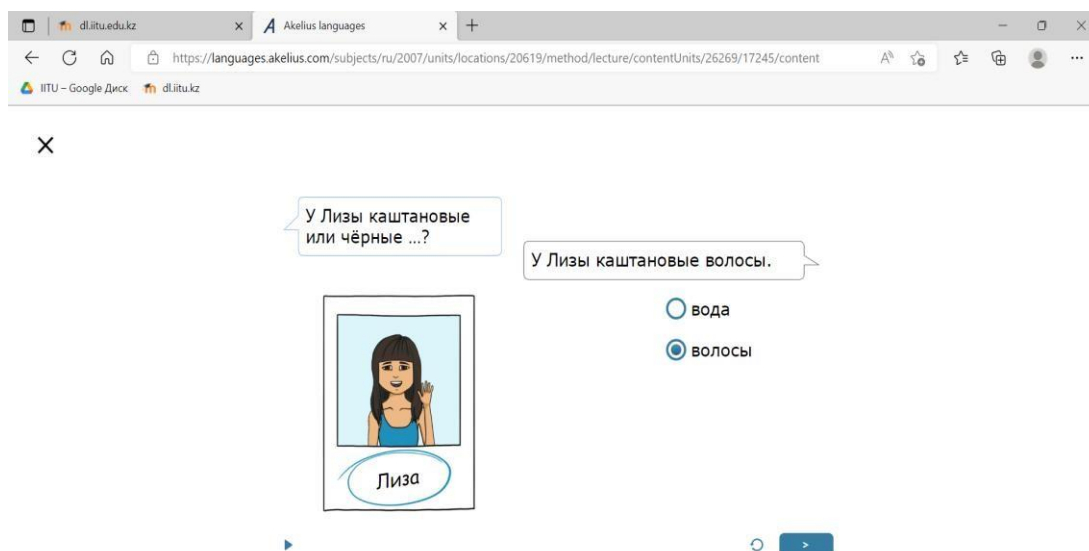 dl.iitu.edu.kz
Akelius languages
https://languages.akelius.com/subjects/ru/2007/units/locations/20619/method/lecture/contentUnits/26269/17245/content
IITU – Google Диск
dl.iitu.kz
У Лизы каштановые
или чёрные ...?
У Лизы каштановые волосы.
вода
волосы
Лиза